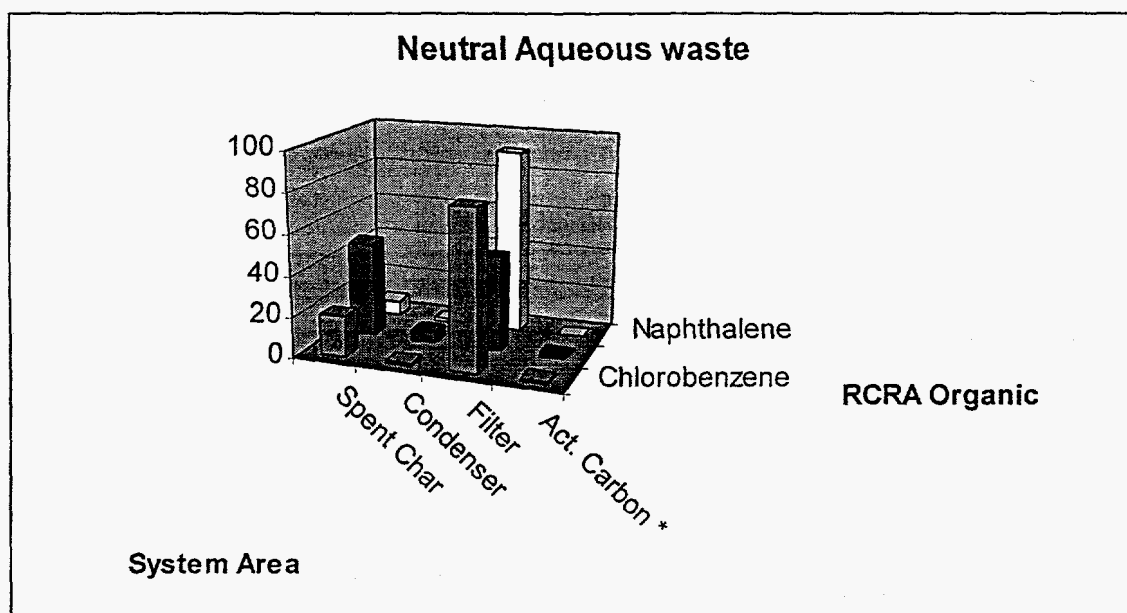 Neutral Aqueous waste
100
80
60
40
20
0
Naphthalene
Chlorobenzene
RCRA Organic
Spent Char
Condenser
Filter
Act. Carbon *
System Area